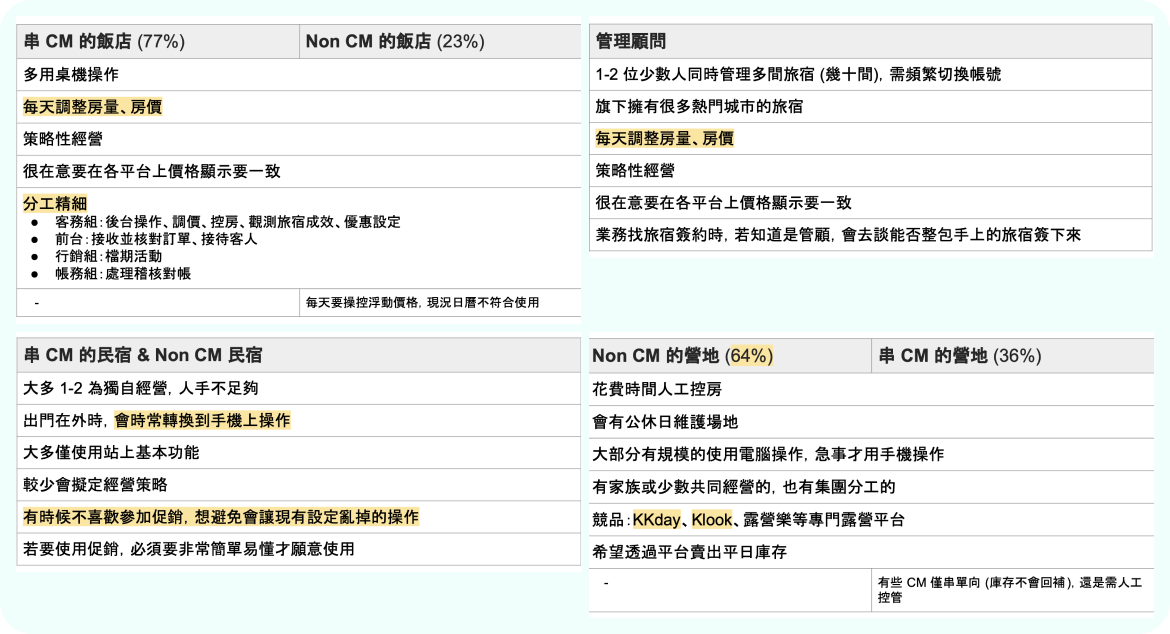 串 CM 的飯店 (77%)
Non CM 的飯店 (23%)
多用桌機操作
每天調整房量、房價
策略性經營
很在意要在各平台上價格顯示要一致
分工精細
● 客務組：後台操作、調價、控房、觀測旅宿成效、優惠設定
● 前台：接收並核對訂單、接待客人
● 行銷組：檔期活動
● 帳務組：處理稽核對帳
-
每天要操控浮動價格, 現況日曆不符合使用
管理顧問
1-2 位少數人同時管理多間旅宿 (幾十間), 需頻繁切換帳號
旗下擁有很多熱門城市的旅宿
每天調整房量、房價
策略性經營
很在意要在各平台上價格顯示要一致
業務找旅宿簽約時, 若知道是管顧, 會去談能否整包手上的旅宿簽下來
串 CM 的民宿 & Non CM 民宿
大多 1-2 為獨自經營, 人手不足夠
出門在外時, 會時常轉換到手機上操作
大多僅使用站上基本功能
較少會擬定經營策略
有時候不喜歡參加促銷, 想避免會讓現有設定亂掉的操作
若要使用促銷, 必須要非常簡單易懂才願意使用
Non CM 的營地 (64%)
串 CM 的營地 (36%)
花費時間人工控房
會有公休日維護場地
大部分有規模的使用電腦操作, 急事才用手機操作
有家族或少數共同經營的, 也有集團分工的
競品：KKday、Klook、露營樂等專門露營平台
希望透過平台賣出平日庫存
-
有些 CM 僅串單向 (庫存不會回補), 還是需人工
控管